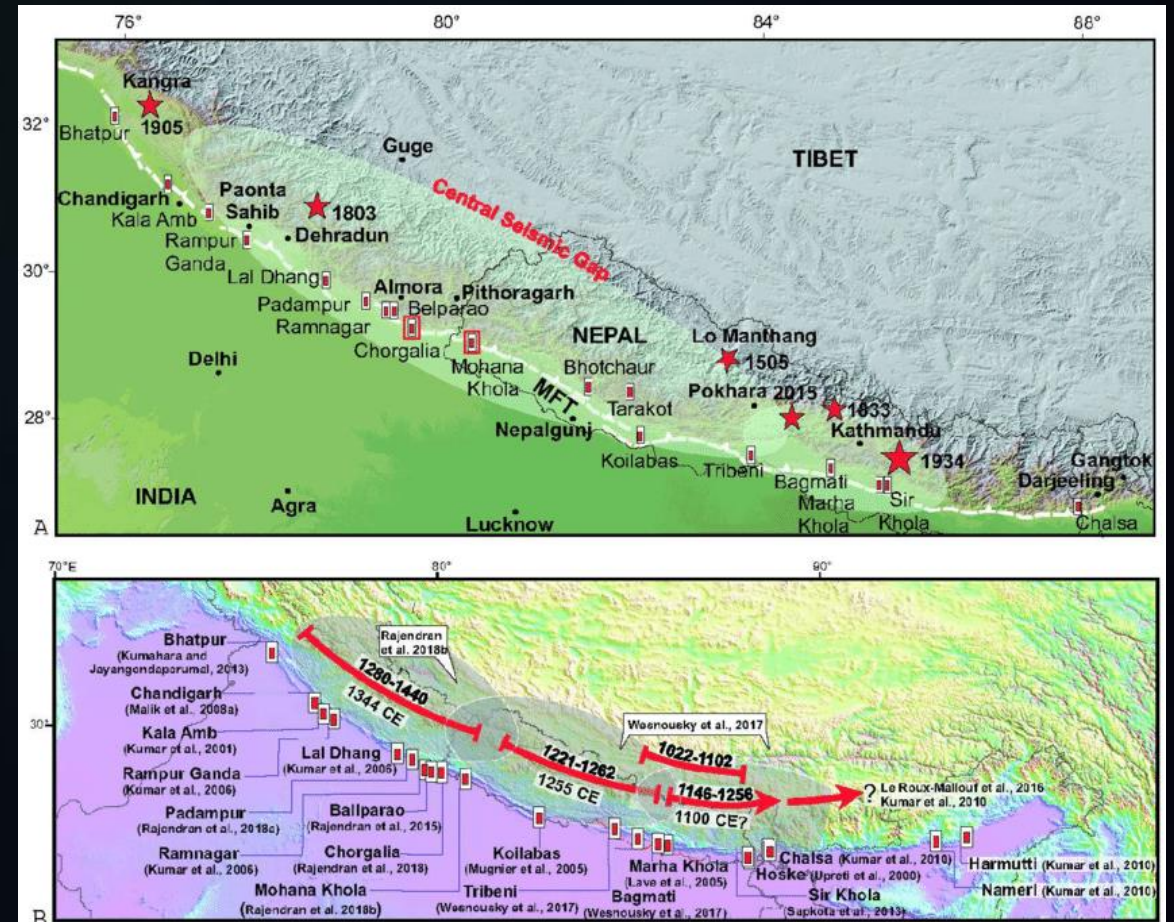 76°
80°
84°
88°
Kangra
1905
32°
Bhatpur
Guge
TIBET
Central Seismic Gap
Chandigarh
Paonta
Sahib
1803
Kala Amb
Dehradun
Rampur
Ganda
30°
Lal Dhang
Almora
Pithoragarh
Padampur
Belparao
Ramnagar
NEPAL
Lo Manthang
1505
Chorgalia
Delhi
Mohana
Khola
Bhotchaur
MFT
Pokhara 2015
1833
Tarakot
28°
Kathmandu
Nepalgunj
1934
Koilabas
Tribeni
Gangtok
Bagmati
Darjeeling
INDIA
Agra
Marha
Khola
Sir
Khola
Chalsa
Lucknow
A
70°E
80°
90°
Bhatpur
(Kumahara and
Jayangondaperumal, 2013)
Rajendran
et al. 2018b
1280-1440
1344 CE
Chandigarh
(Malik et al., 2008a)
30°
Wesnousky et al., 2017
Kala Amb
(Kumar et al., 2001)
1022-1102
Lal Dhang
(Kumar et al., 2006)
1221-1262
1255 CE
1146-1256
1100 CE?
?
Le Roux-Mallouf et al., 2016
Kumar et al., 2010
Rampur Ganda
(Kumar et al., 2006)
Padampur
(Rajendran et al., 2018c)
Ballparao
(Rajendran et al., 2015)
Ramnagar
(Kumar et al., 2006)
Chorgalia
(Rajendran et al., 2018)
Koilabas
(Mugnier et al., 2005)
Marha Khola
(Lave et al., 2005)
Chalsa (Kumar et al., 2010)
Hoske (Upreti et al., 2000)
Harmutti (Kumar et al., 2010)
Mohana Khola
(Rajendran et al., 2018b)
Tribeni
(Wesnousky et al., 2017)
Bagmati
(Wesnousky et al., 2017)
Sir Khola
(Sapkota et al., 2013)
Nameri (Kumar et al., 2010)
B